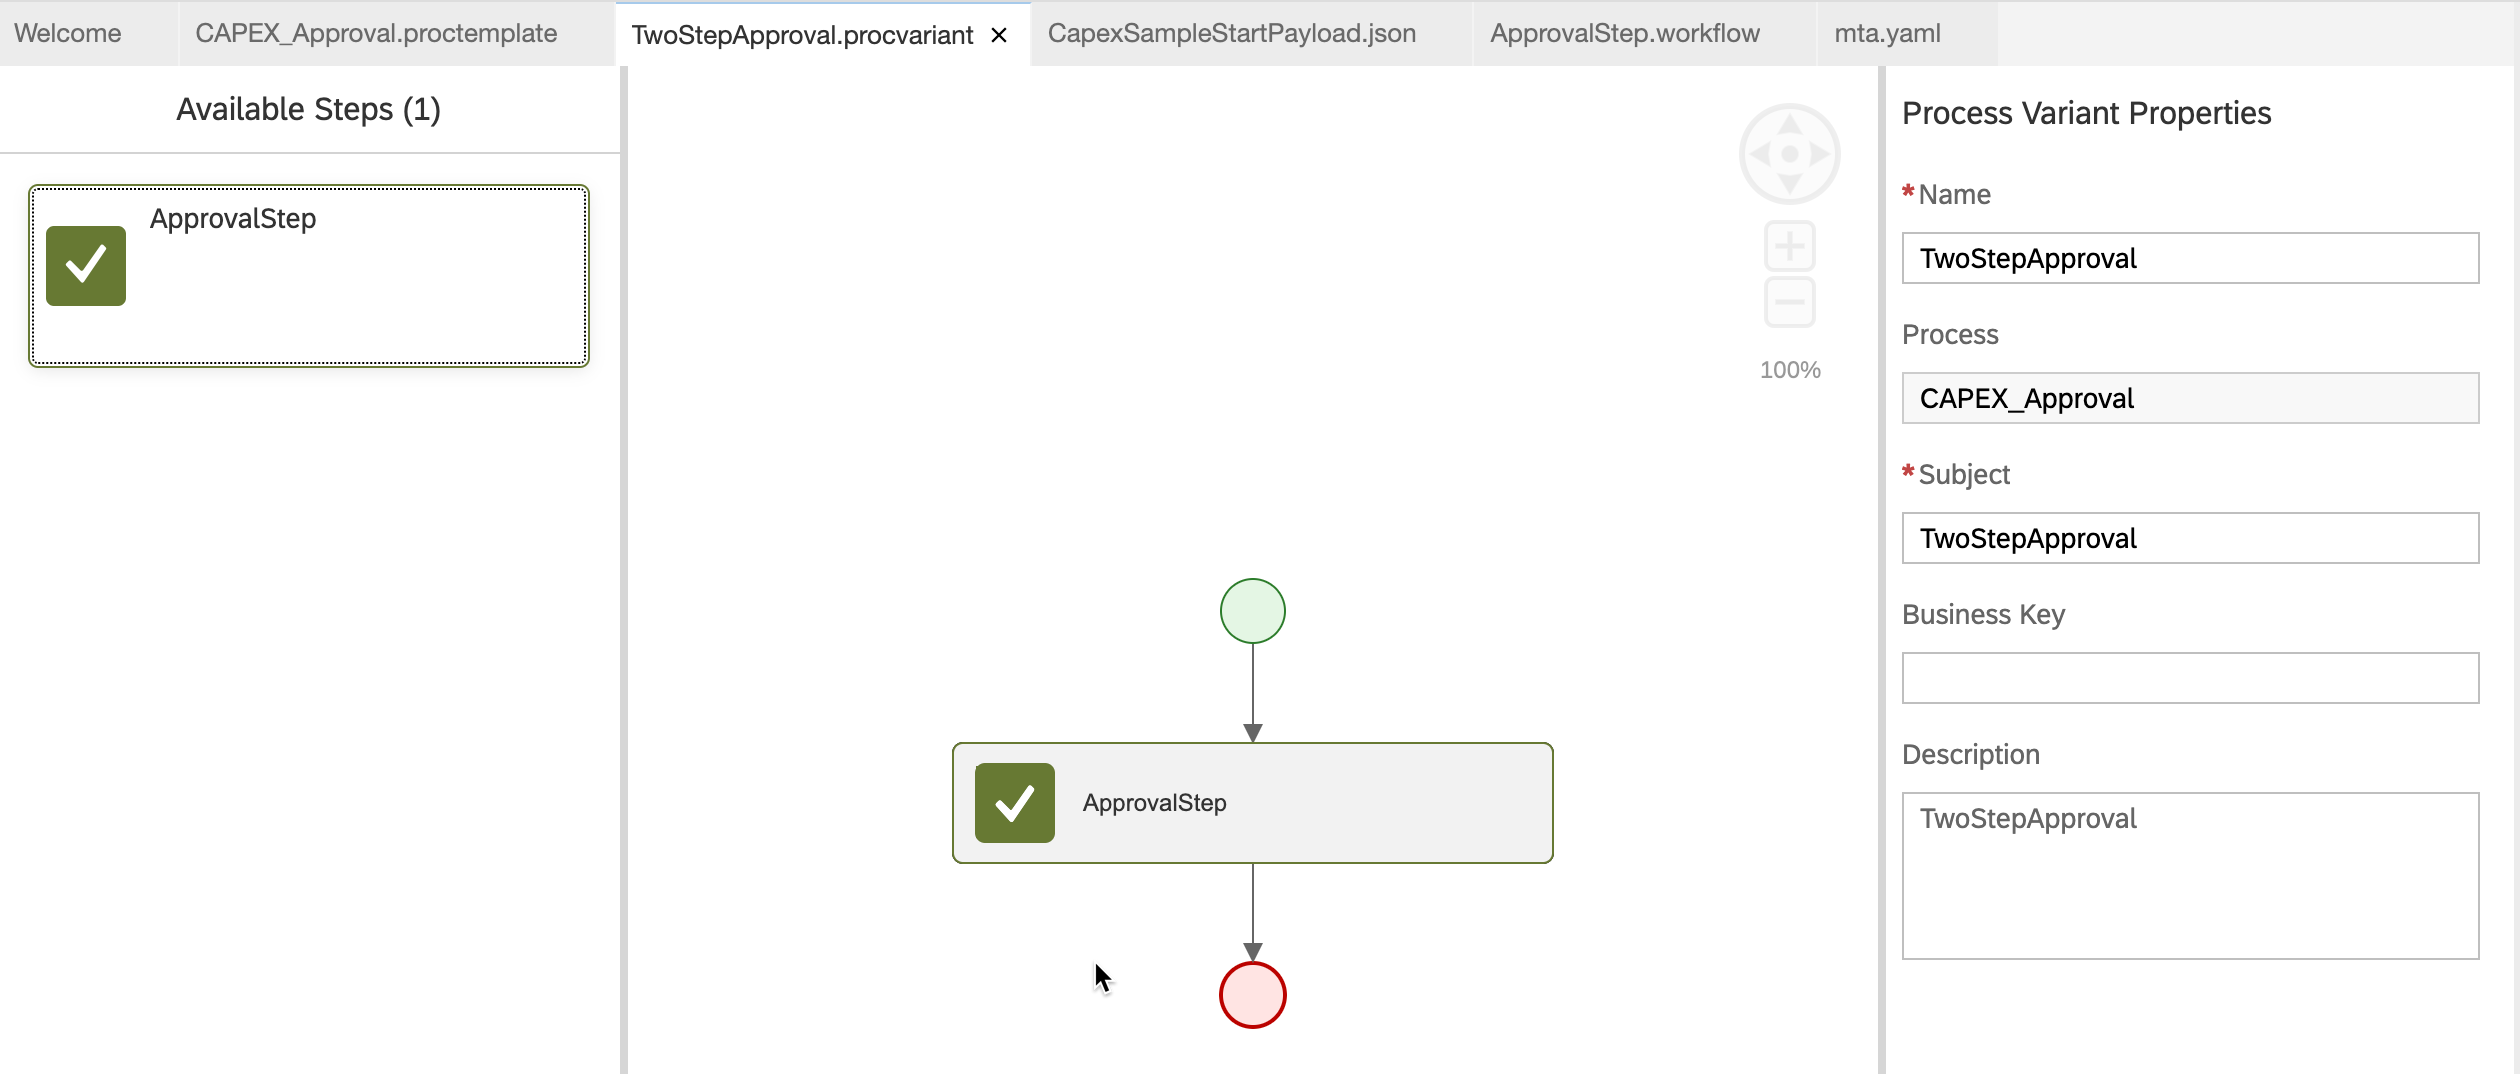 Welcome
CAPEX_Approval.proctemplate
TwoStepApproval.procvariant
CapexSampleStartPayload.json
ApprovalStep.workflow
mta.yaml
Available Steps (1)
ApprovalStep
100%
ApprovalStep
Process Variant Properties
*Name
TwoStepApproval
Process
CAPEX_Approval
*Subject
TwoStepApproval
Business Key
Description
TwoStepApproval